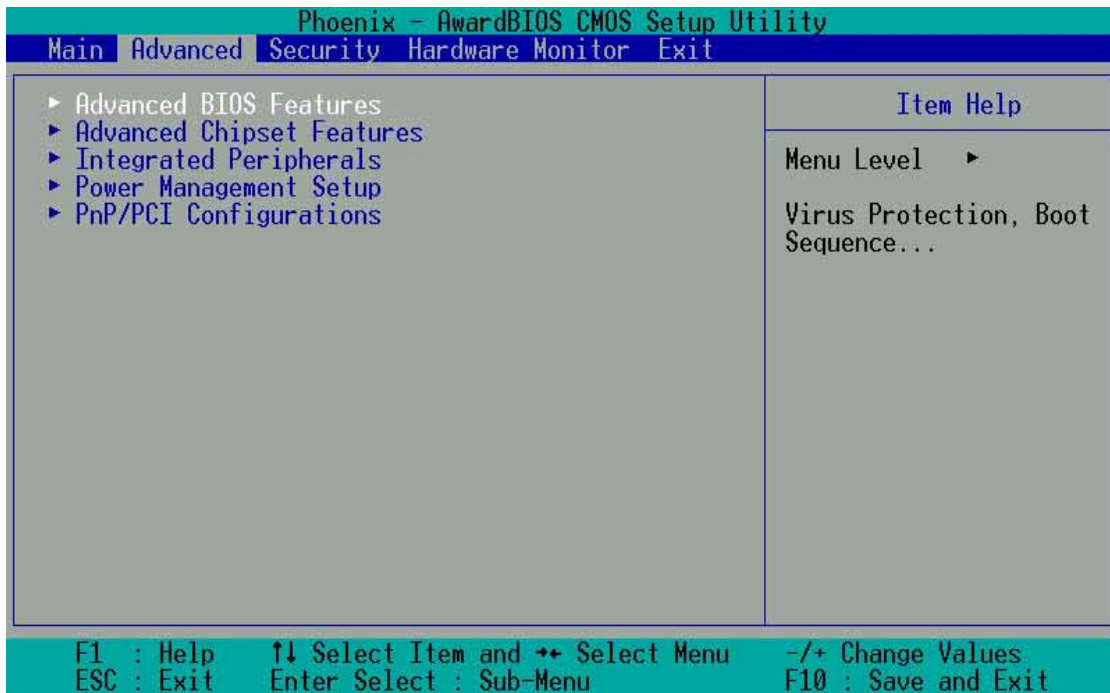 Phoenix - AwardBIOS CMOS Setup Utility
Main Advanced Security Hardware Monitor Exit
▸ Advanced BIOS Features
▸ Advanced Chipset Features
▸ Integrated Peripherals
▸ Power Management Setup
▸ PnP/PCI Configurations
Item Help
Menu Level ▸
Virus Protection, Boot
Sequence...
F1 : Help ↑↓ Select Item and →← Select Menu -/+ Change Values
ESC : Exit Enter Select : Sub-Menu F10 : Save and Exit